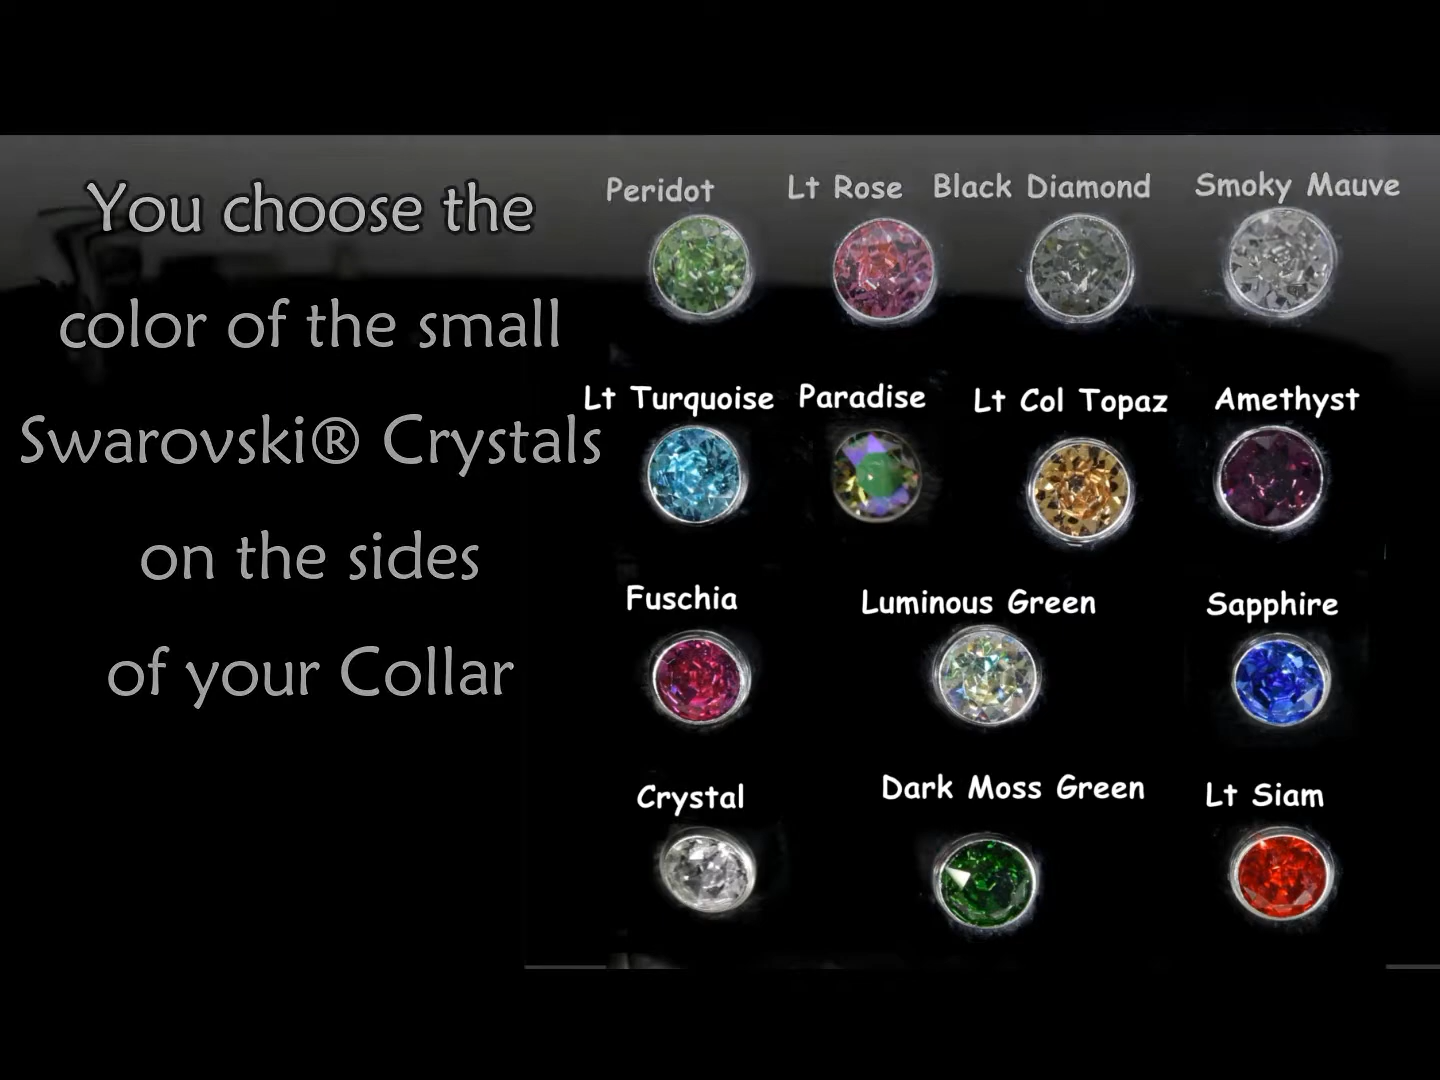 You choose the
color of the small
Swarovski® Crystals
on the sides
of your Collar
Peridot Lt Rose Black Diamond Smoky Mauve
Lt Turquoise Paradise Lt Col Topaz Amethyst
Fuschia Luminous Green Sapphire
Crystal Dark Moss Green Lt Siam